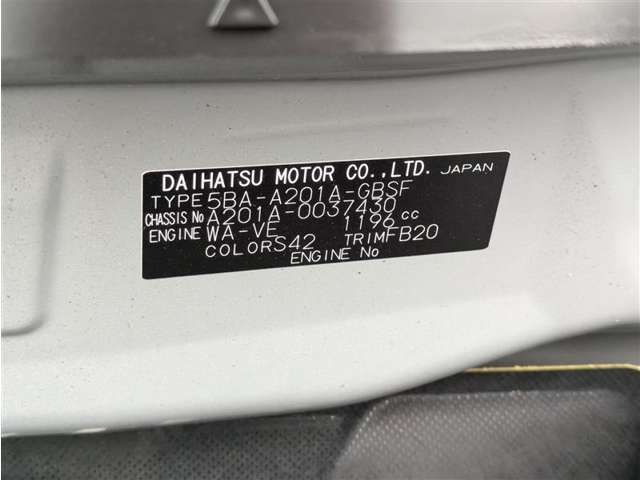 DAIHATSU MOTOR CO.,LTD. JAPAN
TYPE 5BA-A201A-GBSF
CHASSIS No A201A-0037430
ENGINE WA-VE 1196 cc
COLOR S42 TRIM FB20
ENGINE No